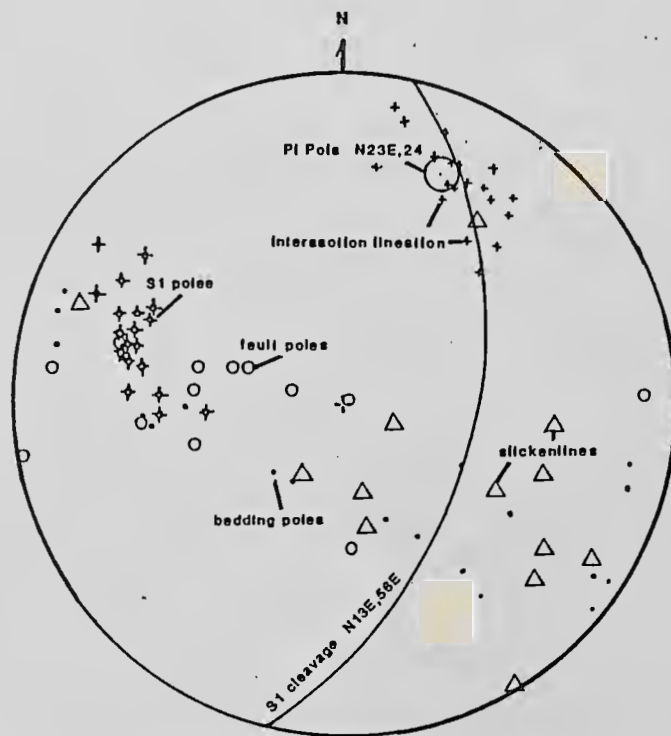 N
PI Pole N23E,24
intersection lineation
S1 poles
fault poles
slickenlines
bedding poles
S1 cleavage N13E,56E